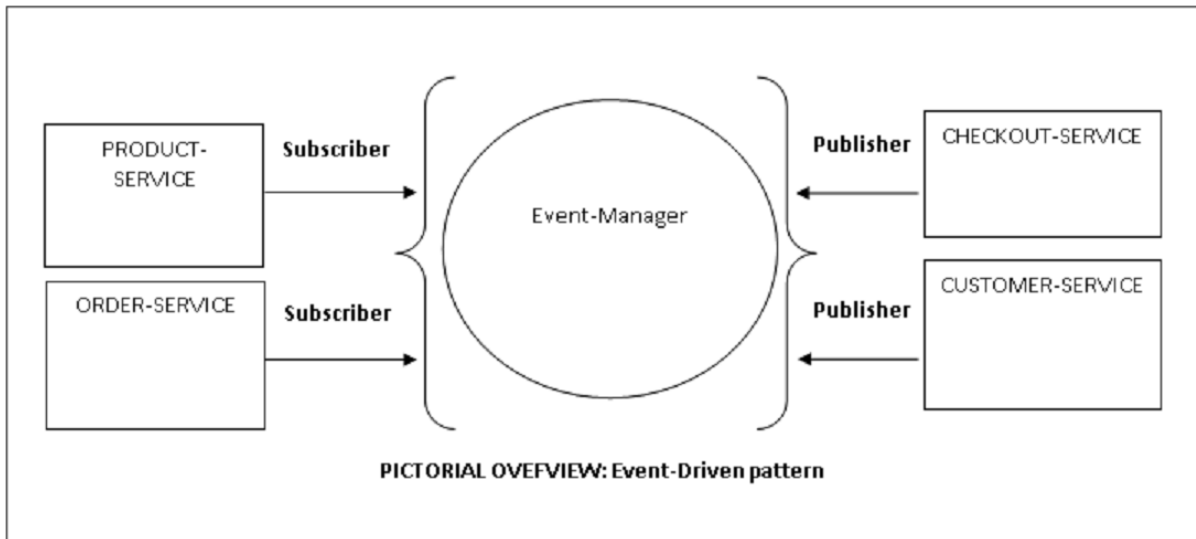 PRODUCT-
SERVICE
Subscriber
ORDER-SERVICE
Subscriber
Event-Manager
Publisher
CHECKOUT-SERVICE
Publisher
CUSTOMER-SERVICE
PICTORIAL OVEFVIEW: Event-Driven pattern